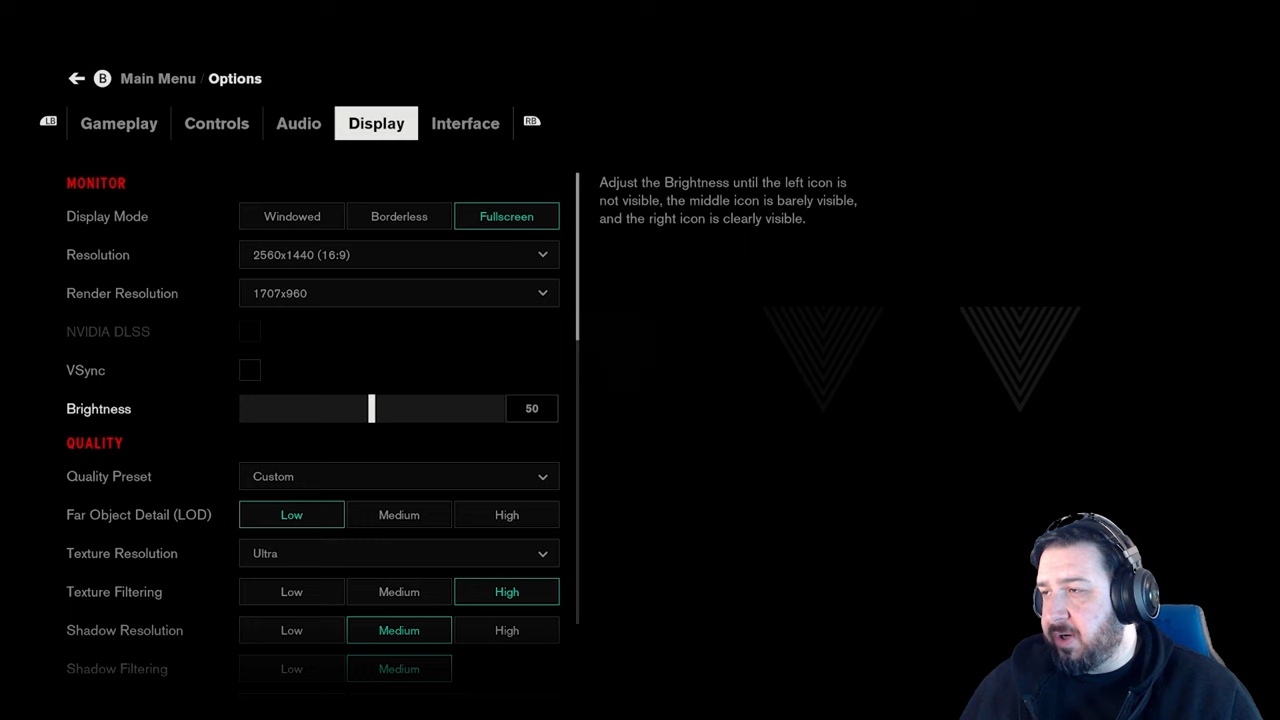 B Main Menu / Options
LB Gameplay Controls Audio Display Interface RB
MONITOR
Display Mode Windowed Borderless Fullscreen
Resolution 2560x1440 (16:9)
Render Resolution 1707x960
NVIDIA DLSS
VSync
Brightness 50
QUALITY
Quality Preset Custom
Far Object Detail (LOD) Low Medium High
Texture Resolution Ultra
Texture Filtering Low Medium High
Shadow Resolution Low Medium High
Shadow Filtering Low Medium
Adjust the Brightness until the left icon is
not visible, the middle icon is barely visible,
and the right icon is clearly visible.